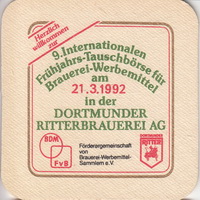 Herzlich
willkommen zur
9. Internationalen
Frühjahrs-Tauschbörse für
Brauerei-Werbemittel
am
21.3.1992
in der
DORTMUNDER
RITTERBRAUEREI AG
BDM
FvB
Fördergemeinschaft von
Brauerei-Werbemittel-
Sammlern e.V.
RITTER